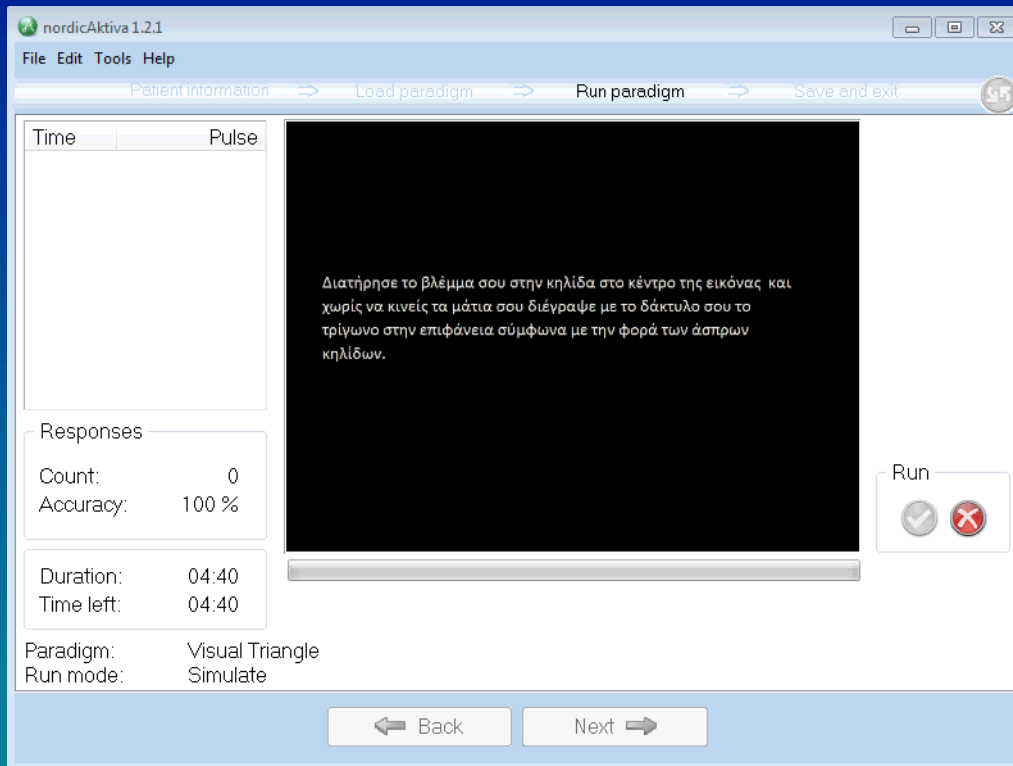 nordicAktiva 1.2.1
File Edit Tools Help
Patient information ⇒ Load paradigm ⇒ Run paradigm ⇒ Save and exit
Time Pulse
Διατήρησε το βλέμμα σου στην κηλίδα στο κέντρο της εικόνας και
χωρίς να κινείς τα μάτια σου διέγραψε με το δάκτυλο σου το
τρίγωνο στην επιφάνεια σύμφωνα με την φορά των άσπρων
κηλίδων.
Responses
Count: 0
Accuracy: 100 %
Run
Duration: 04:40
Time left: 04:40
Paradigm: Visual Triangle
Run mode: Simulate
Back Next